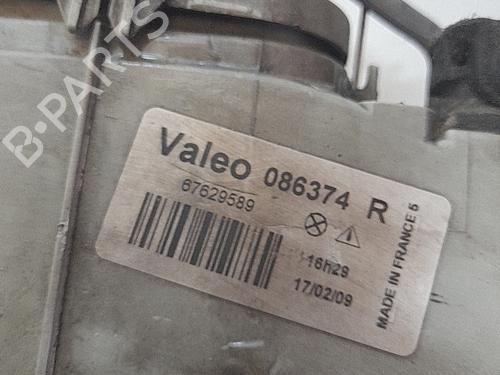 B-PARTS
Valeo 086374 R
67629589
16h29
17/02/09
MADE IN FRANCE 5